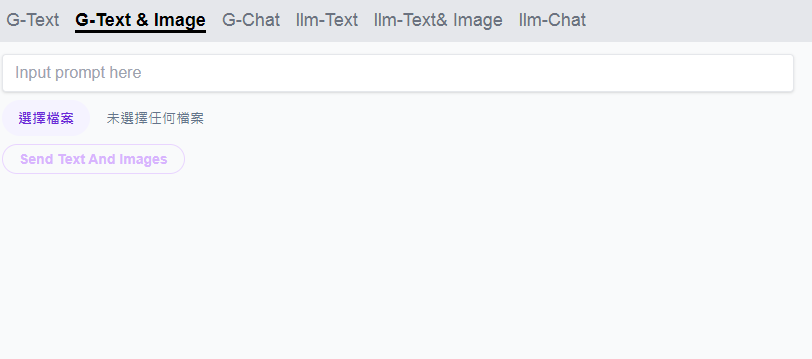 G-Text G-Text & Image G-Chat llm-Text llm-Text& Image llm-Chat
Input prompt here
選擇檔案 未選擇任何檔案
Send Text And Images